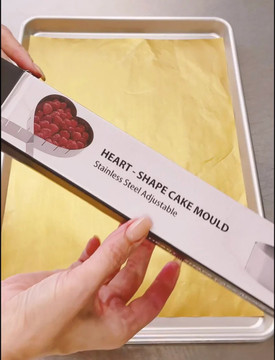 HEART - SHAPE CAKE MOULD
Stainless Steel Adjustable